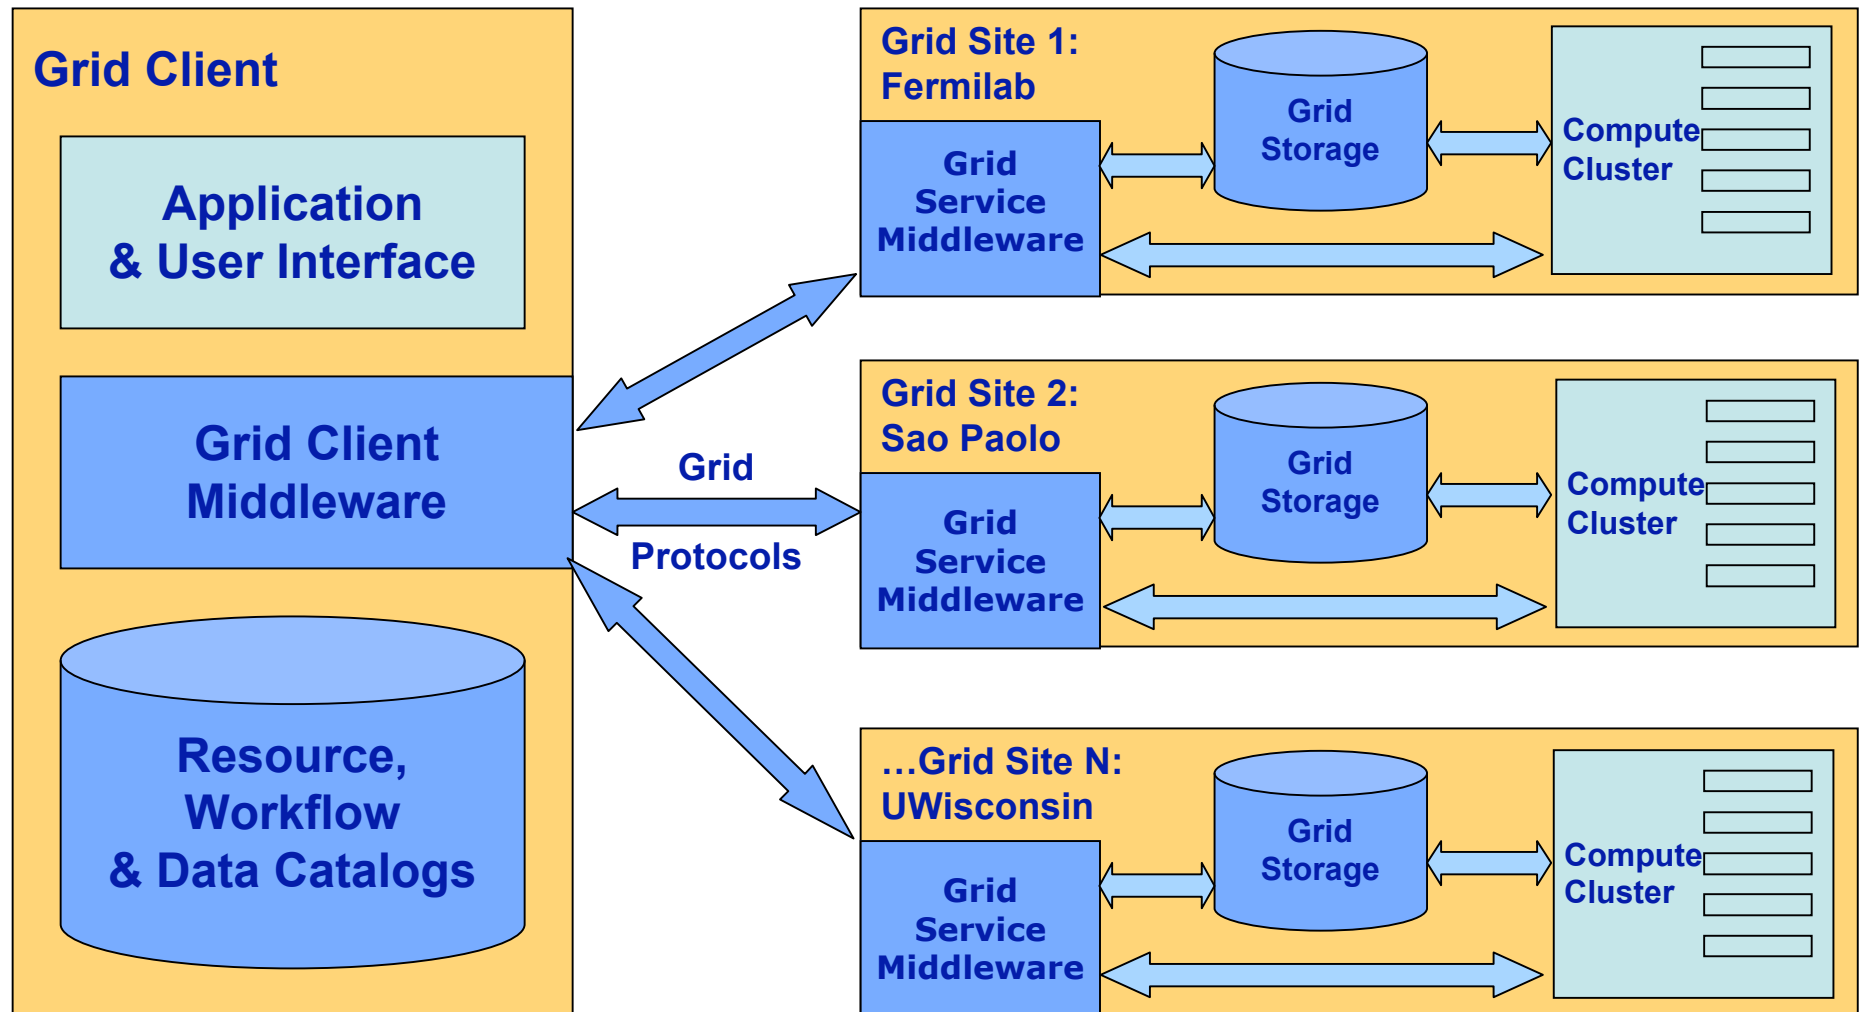 Grid Client
Application
& User Interface
Grid Client
Middleware
Resource,
Workflow
& Data Catalogs
Grid
Protocols
Grid Site 1:
Fermilab
Grid
Service
Middleware
Grid
Storage
Compute
Cluster
Grid Site 2:
Sao Paolo
Grid
Service
Middleware
Grid
Storage
Compute
Cluster
…Grid Site N:
UWisconsin
Grid
Service
Middleware
Grid
Storage
Compute
Cluster